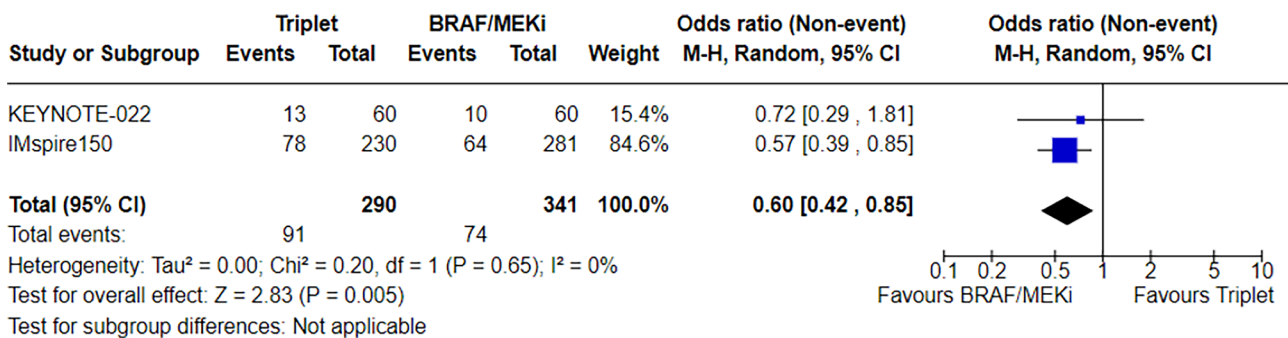 Triplet BRAF/MEKi Odds ratio (Non-event) Odds ratio (Non-event)
Study or Subgroup Events Total Events Total Weight M-H, Random, 95% CI M-H, Random, 95% CI
KEYNOTE-022 13 60 10 60 15.4% 0.72 [0.29 , 1.81]
IMspire150 78 230 64 281 84.6% 0.57 [0.39 , 0.85]
Total (95% CI) 290 341 100.0% 0.60 [0.42 , 0.85]
Total events: 91 74
Heterogeneity: Tau² = 0.00; Chi² = 0.20, df = 1 (P = 0.65); I² = 0%
0.1 0.2 0.5 1 2 5 10
Test for overall effect: Z = 2.83 (P = 0.005)
Favours BRAF/MEKi Favours Triplet
Test for subgroup differences: Not applicable